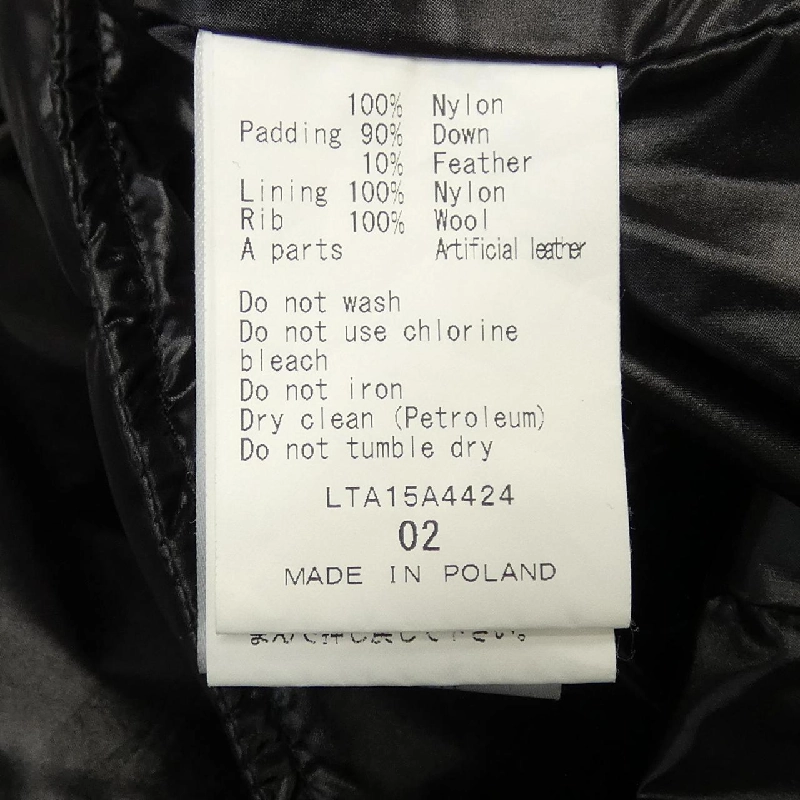 100% Nylon
Padding 90% Down
10% Feather
Lining 100% Nylon
Rib 100% Wool
A parts Artificial leather
Do not wash
Do not use chlorine
bleach
Do not iron
Dry clean (Petroleum)
Do not tumble dry
LTA15A4424
02
MADE IN POLAND